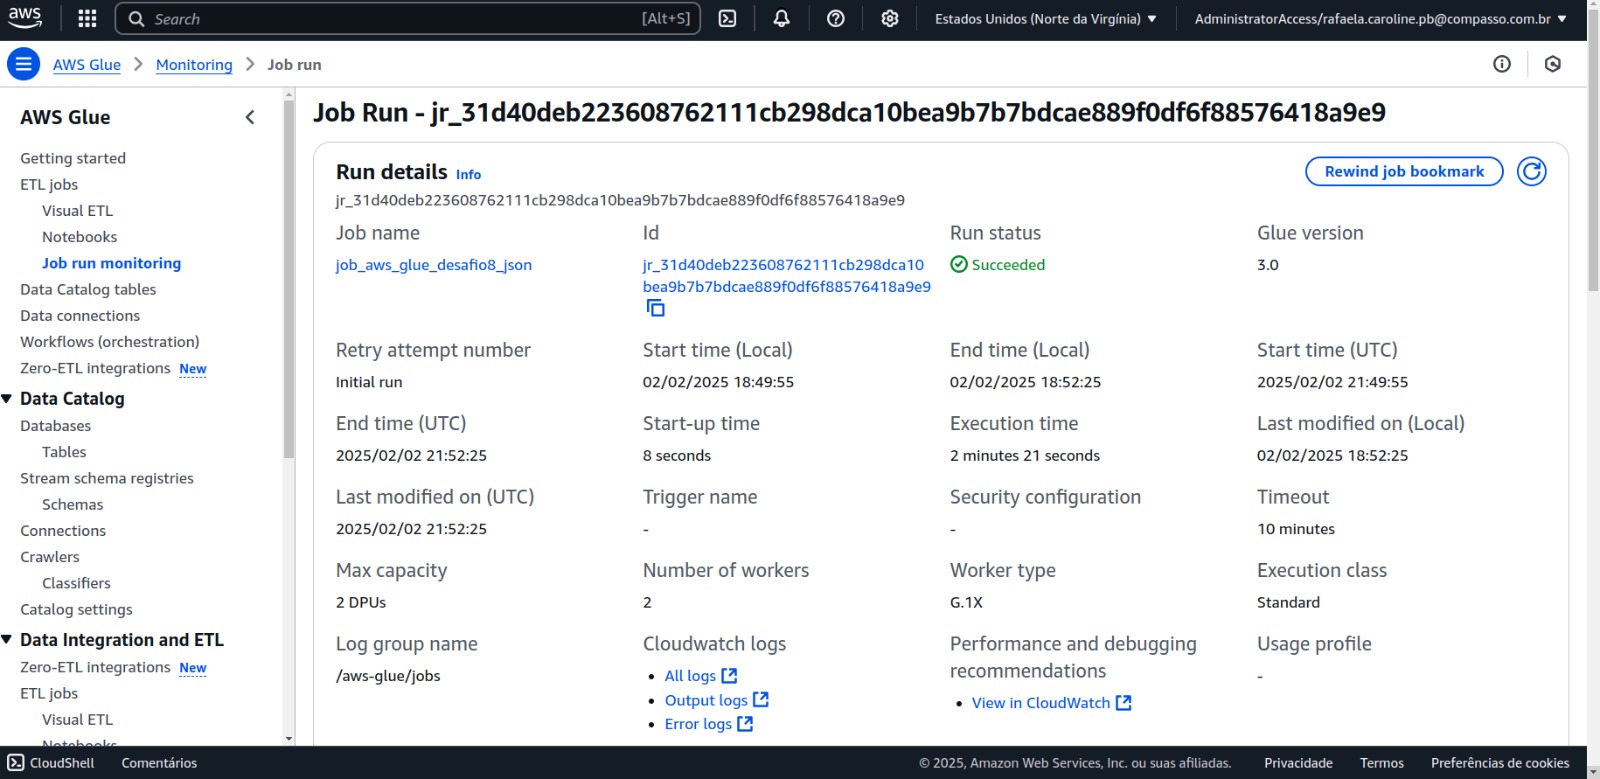 aws
Search
[Alt+S]
Estados Unidos (Norte da Virgínia)
AdministratorAccess/rafaela.caroline.pb@compasso.com.br
AWS Glue
Monitoring
Job run
AWS Glue
Getting started
ETL jobs
Visual ETL
Notebooks
Job run monitoring
Data Catalog tables
Data connections
Workflows (orchestration)
Zero-ETL integrations New
Data Catalog
Databases
Tables
Stream schema registries
Schemas
Connections
Crawlers
Classifiers
Catalog settings
Data Integration and ETL
Zero-ETL integrations New
ETL jobs
Visual ETL
Notebooks
Job Run - jr_31d40deb223608762111cb298dca10bea9b7b7bdcae889f0df6f88576418a9e9
Run details Info
Rewind job bookmark
jr_31d40deb223608762111cb298dca10bea9b7b7bdcae889f0df6f88576418a9e9
Job name
job_aws_glue_desafio8_json
Id
jr_31d40deb223608762111cb298dca10
bea9b7b7bdcae889f0df6f88576418a9e9
Run status
Succeeded
Glue version
3.0
Retry attempt number
Initial run
Start time (Local)
02/02/2025 18:49:55
End time (Local)
02/02/2025 18:52:25
Start time (UTC)
2025/02/02 21:49:55
End time (UTC)
2025/02/02 21:52:25
Start-up time
8 seconds
Execution time
2 minutes 21 seconds
Last modified on (Local)
02/02/2025 18:52:25
Last modified on (UTC)
2025/02/02 21:52:25
Trigger name
-
Security configuration
-
Timeout
10 minutes
Max capacity
2 DPUs
Number of workers
2
Worker type
G.1X
Execution class
Standard
Log group name
/aws-glue/jobs
Cloudwatch logs
• All logs
• Output logs
• Error logs
Performance and debugging
recommendations
• View in CloudWatch
Usage profile
-
CloudShell
Comentários
© 2025, Amazon Web Services, Inc. ou suas afiliadas.
Privacidade
Termos
Preferências de cookies